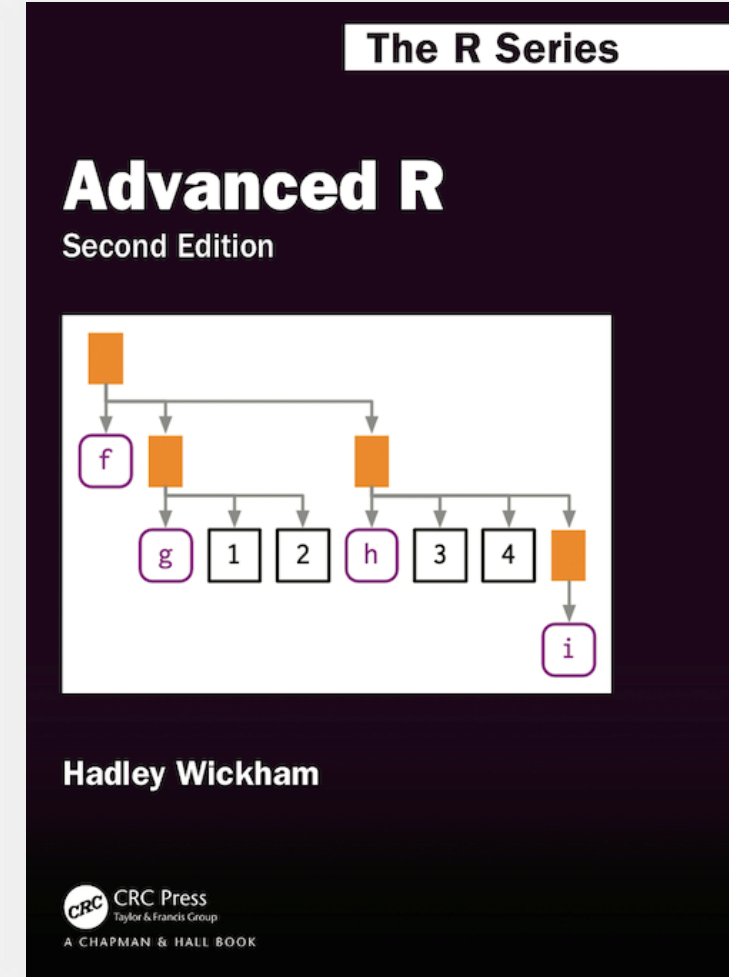 The R Series
Advanced R
Second Edition
f
g 1 2 h 3 4
i
Hadley Wickham
CRC CRC Press
Taylor & Francis Group
A CHAPMAN & HALL BOOK